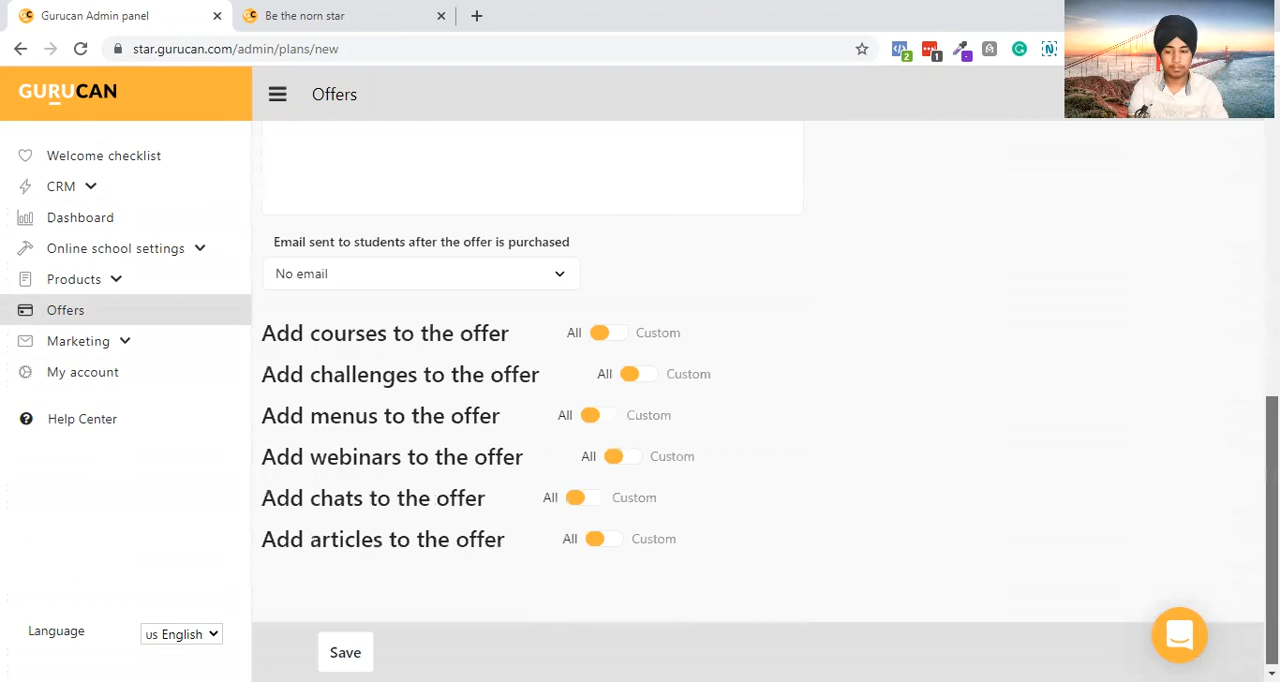 Gurucan Admin panel
Be the norn star
star.gurucan.com/admin/plans/new
2
1
GURUCAN
Offers
Welcome checklist
CRM
Dashboard
Online school settings
Products
Offers
Marketing
My account
Help Center
Language
us English
Email sent to students after the offer is purchased
No email
Add courses to the offer All Custom
Add challenges to the offer All Custom
Add menus to the offer All Custom
Add webinars to the offer All Custom
Add chats to the offer All Custom
Add articles to the offer All Custom
Save